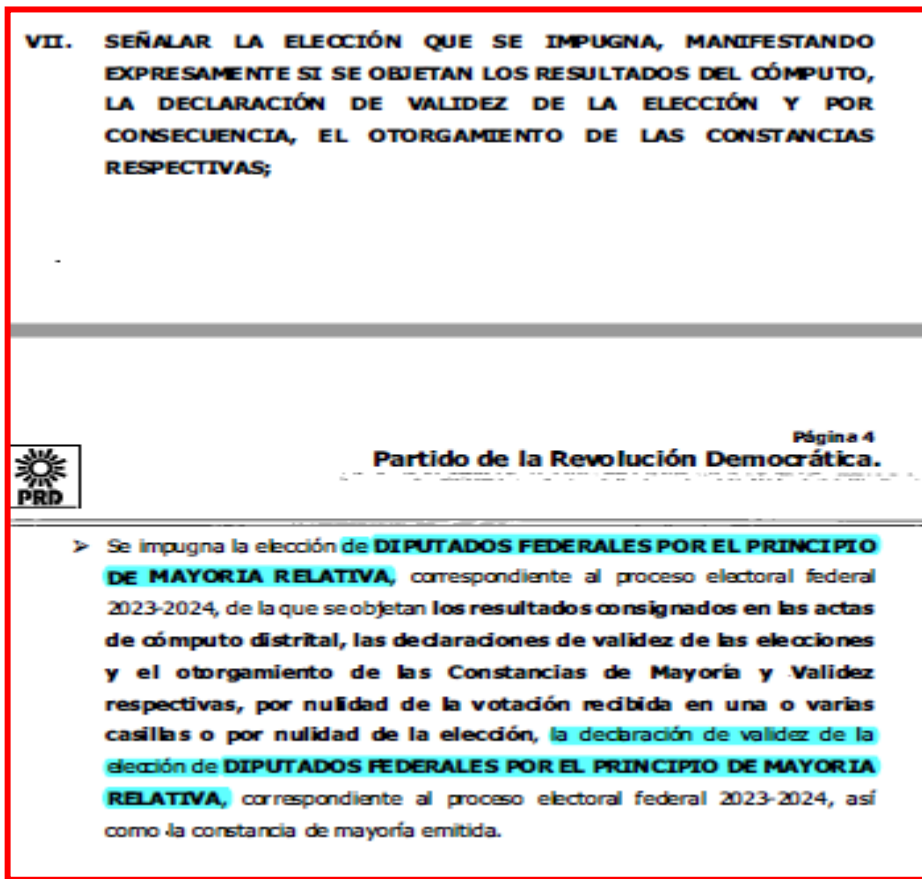 VII. SEÑALAR LA ELECCIÓN QUE SE IMPUGNA, MANIFESTANDO
EXPRESAMENTE SI SE OBJETAN LOS RESULTADOS DEL CÓMPUTO,
LA DECLARACIÓN DE VALIDEZ DE LA ELECCIÓN Y POR
CONSECUENCIA, EL OTORGAMIENTO DE LAS CONSTANCIAS
RESPECTIVAS;
Página 4
Partido de la Revolución Democrática.
PRD
➢ Se impugna la elección de DIPUTADOS FEDERALES POR EL PRINCIPIO
DE MAYORIA RELATIVA, correspondiente al proceso electoral federal
2023-2024, de la que se objetan los resultados consignados en las actas
de cómputo distrital, las declaraciones de validez de las elecciones
y el otorgamiento de las Constancias de Mayoría y Validez
respectivas, por nulidad de la votación recibida en una o varias
casillas o por nulidad de la elección, la declaración de validez de la
elección de DIPUTADOS FEDERALES POR EL PRINCIPIO DE MAYORIA
RELATIVA, correspondiente al proceso electoral federal 2023-2024, así
como la constancia de mayoría emitida.